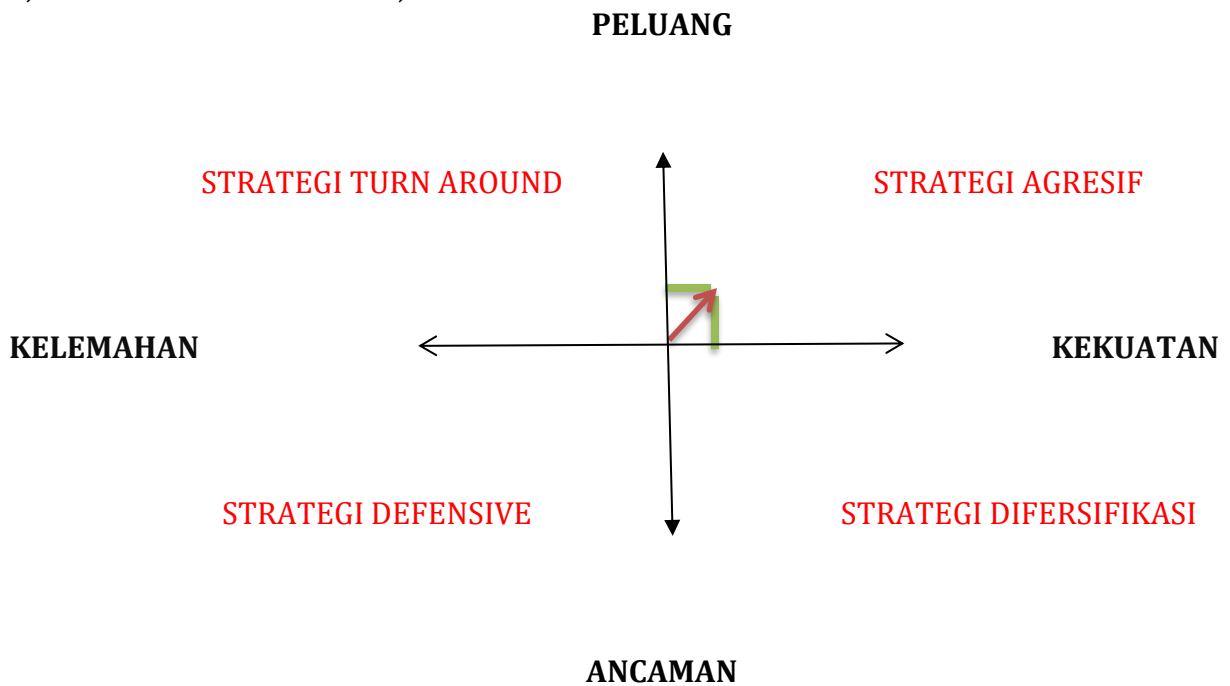 PELUANG
STRATEGI TURN AROUND
STRATEGI AGRESIF
KELEMAHAN
KEKUATAN
STRATEGI DEFENSIVE
STRATEGI DIFERSIFIKASI
ANCAMAN